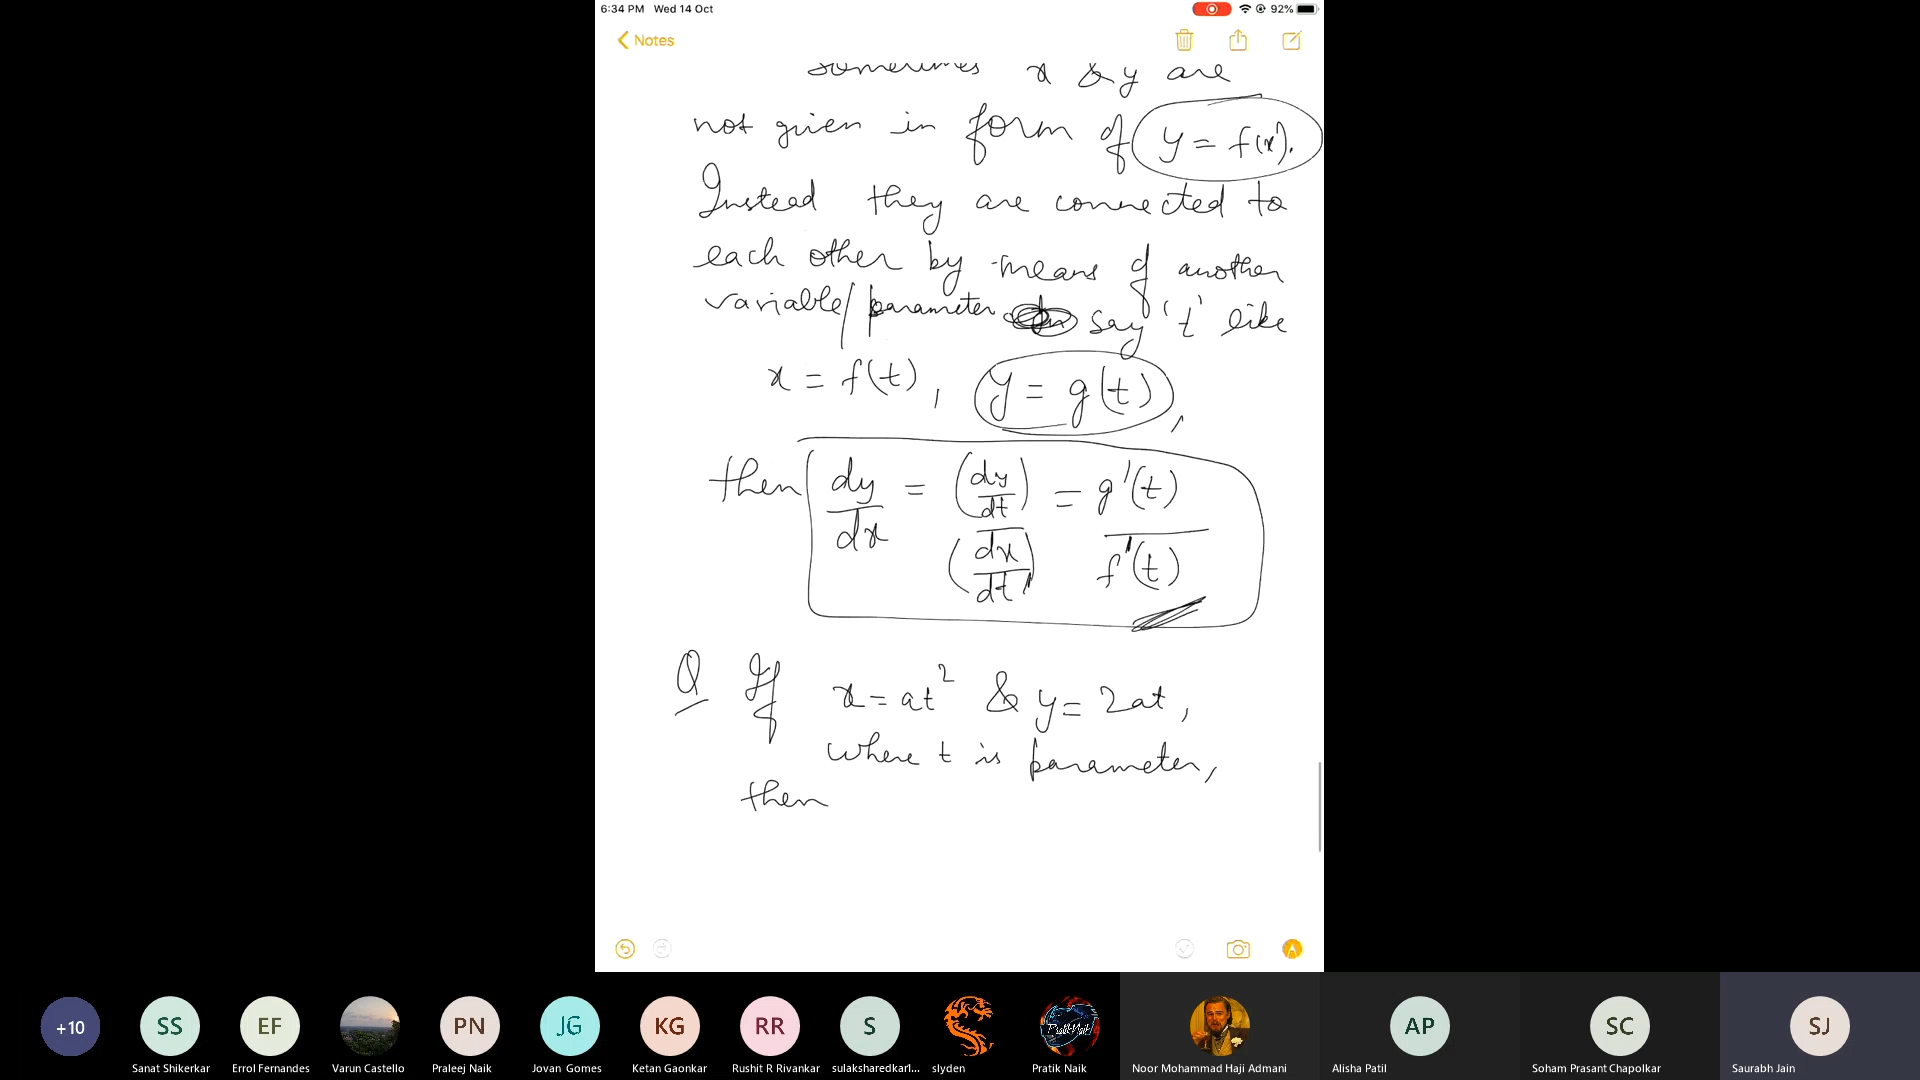 6:34 PM Wed 14 Oct 92%
Notes
sometimes x & y are
not given in form of y = f(x).
Instead they are connected to
each other by means of another
variable/parameter say 't' like
x = f(t), y = g(t),
then dy/dx = (dy/dt)/(dx/dt) = g'(t)/f'(t)
Q If x = at² & y = 2at,
where t is parameter,
then
+10 SS EF PN JG KG RR S Pratik Naik AP SC SJ
Sanat Shikerkar Errol Fernandes Varun Castello Praleej Naik Jovan Gomes Ketan Gaonkar Rushit R Rivankar sulaksharedkarl... slyden Pratik Naik Noor Mohammad Haji Admani Alisha Patil Soham Prasant Chapolkar Saurabh Jain